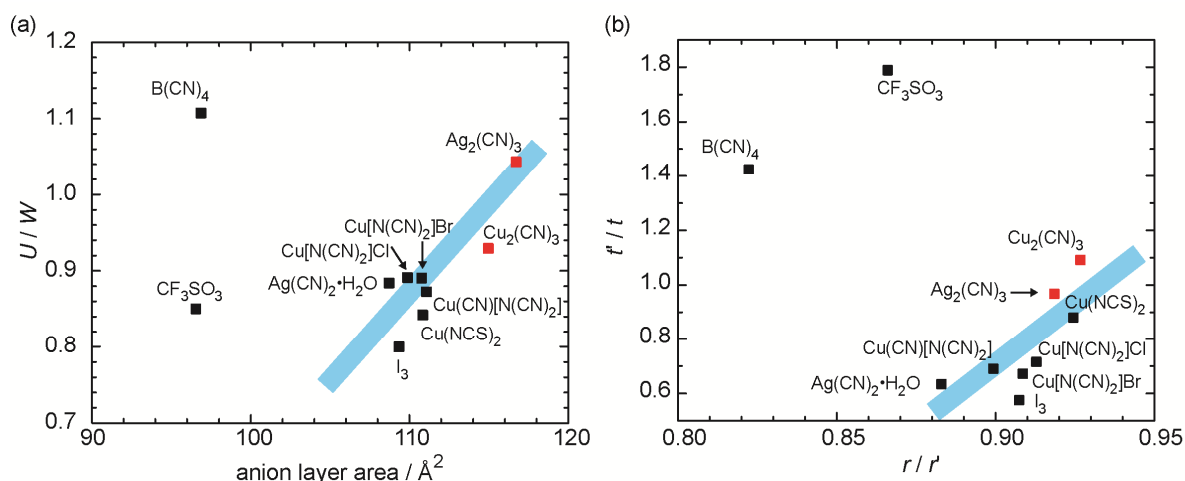 (a)
1.2
1.1
1.0
0.9
0.8
0.7
U / W
B(CN)₄
Ag₂(CN)₃
Cu[N(CN)₂]Br
Cu₂(CN)₃
Cu[N(CN)₂]Cl
Ag(CN)₂•H₂O
CF₃SO₃
Cu(CN)[N(CN)₂]
Cu(NCS)₂
I₃
90 100 110 120
anion layer area / Å²
(b)
1.8
1.6
1.4
1.2
1.0
0.8
0.6
t' / t
CF₃SO₃
B(CN)₄
Cu₂(CN)₃
Ag₂(CN)₃
Cu(NCS)₂
Cu(CN)[N(CN)₂]
Cu[N(CN)₂]Cl
Ag(CN)₂•H₂O
Cu[N(CN)₂]Br
I₃
0.80 0.85 0.90 0.95
r / r'